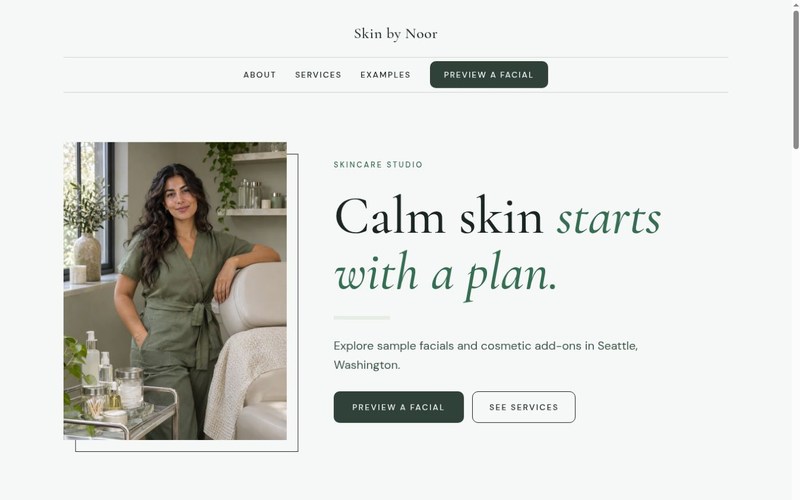 Skin by Noor
ABOUT
SERVICES
EXAMPLES
PREVIEW A FACIAL
SKINCARE STUDIO
Calm skin starts
with a plan.
Explore sample facials and cosmetic add-ons in Seattle,
Washington.
PREVIEW A FACIAL
SEE SERVICES